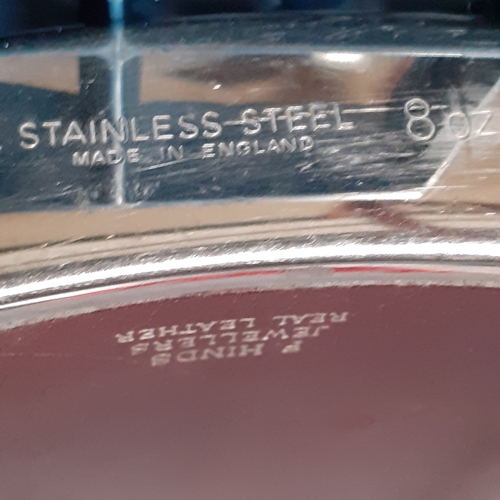 STAINLESS STEEL 8 OZ
MADE IN ENGLAND
F HINDS
JEWELLERS
REAL LEATHER